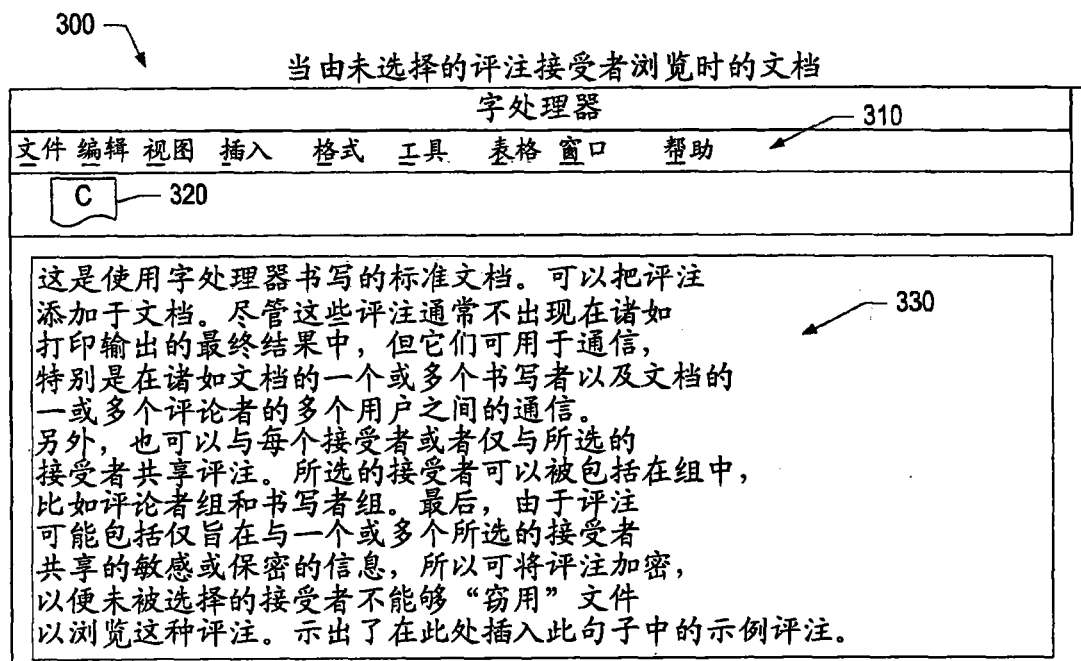 300
当由未选择的评注接受者浏览时的文档
字处理器
310
文件 编辑 视图 插入 格式 工具 表格 窗口 帮助
C 320
这是使用字处理器书写的标准文档。可以把评注
添加于文档。尽管这些评注通常不出现在诸如
330
打印输出的最终结果中，但它们可用于通信，
特别是在诸如文档的一个或多个书写者以及文档的
一或多个评论者的多个用户之间的通信。
另外，也可以与每个接受者或者仅与所选的
接受者共享评注。所选的接受者可以被包括在组中，
比如评论者组和书写者组。最后，由于评注
可能包括仅旨在与一个或多个所选的接受者
共享的敏感或保密的信息，所以可将评注加密，
以便未被选择的接受者不能够“窃用”文件
以浏览这种评注。示出了在此处插入此句子中的示例评注。